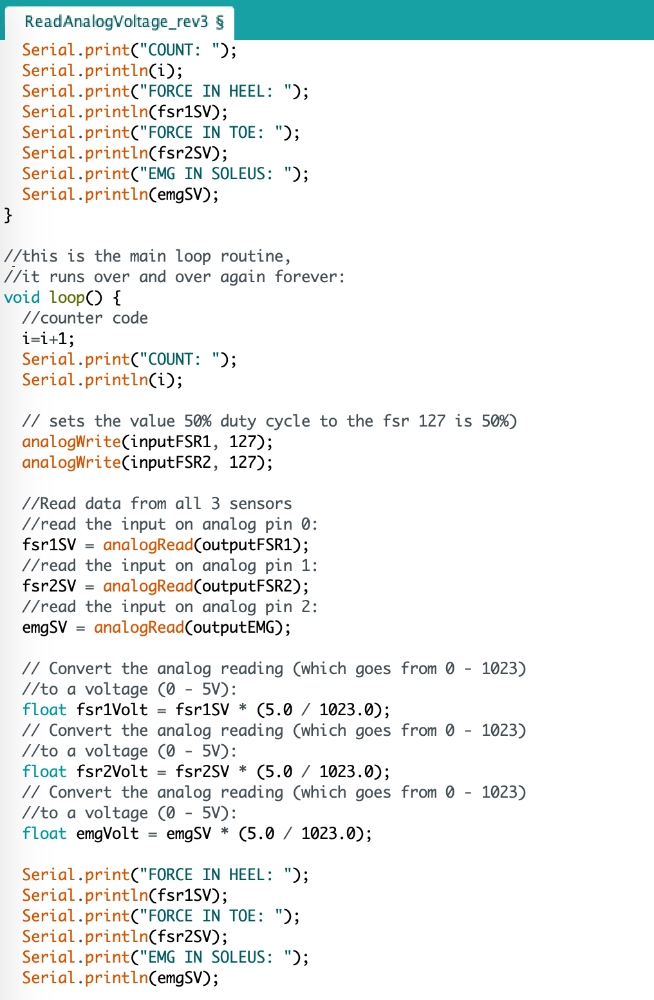 ReadAnalogVoltage_rev3 §
Serial.print("COUNT: ");
Serial.println(i);
Serial.print("FORCE IN HEEL: ");
Serial.println(fsr1SV);
Serial.print("FORCE IN TOE: ");
Serial.println(fsr2SV);
Serial.print("EMG IN SOLEUS: ");
Serial.println(emgSV);
}
//this is the main loop routine,
//it runs over and over again forever:
void loop() {
//counter code
i=i+1;
Serial.print("COUNT: ");
Serial.println(i);
// sets the value 50% duty cycle to the fsr 127 is 50%)
analogWrite(inputFSR1, 127);
analogWrite(inputFSR2, 127);
//Read data from all 3 sensors
//read the input on analog pin 0:
fsr1SV = analogRead(outputFSR1);
//read the input on analog pin 1:
fsr2SV = analogRead(outputFSR2);
//read the input on analog pin 2:
emgSV = analogRead(outputEMG);
// Convert the analog reading (which goes from 0 - 1023)
//to a voltage (0 - 5V):
float fsr1Volt = fsr1SV * (5.0 / 1023.0);
// Convert the analog reading (which goes from 0 - 1023)
//to a voltage (0 - 5V):
float fsr2Volt = fsr2SV * (5.0 / 1023.0);
// Convert the analog reading (which goes from 0 - 1023)
//to a voltage (0 - 5V):
float emgVolt = emgSV * (5.0 / 1023.0);
Serial.print("FORCE IN HEEL: ");
Serial.println(fsr1SV);
Serial.print("FORCE IN TOE: ");
Serial.println(fsr2SV);
Serial.print("EMG IN SOLEUS: ");
Serial.println(emgSV);